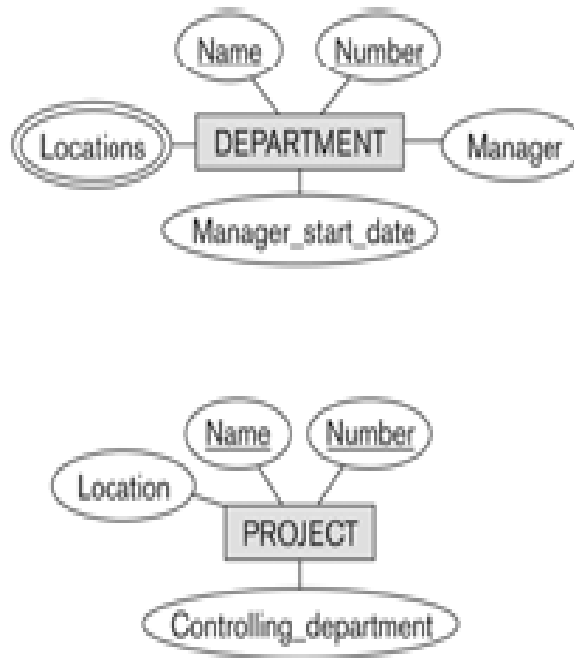 Name
Number
Locations
DEPARTMENT
Manager
Manager_start_date
Name
Number
Location
PROJECT
Controlling_department